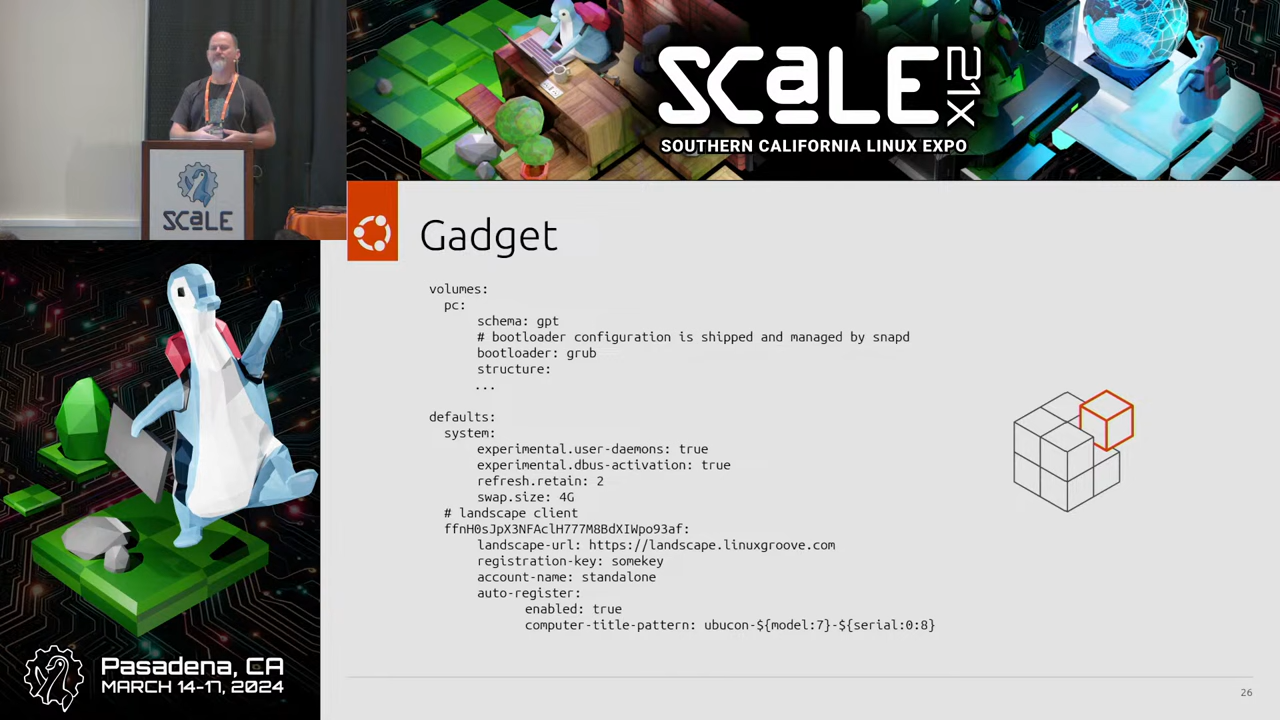 SCaLE 21X
SOUTHERN CALIFORNIA LINUX EXPO
SCaLE
Gadget
volumes:
  pc:
    schema: gpt
    # bootloader configuration is shipped and managed by snapd
    bootloader: grub
    structure:
    ...
defaults:
  system:
    experimental.user-daemons: true
    experimental.dbus-activation: true
    refresh.retain: 2
    swap.size: 4G
  # landscape client
  ffnH0sJpX3NFAclH777M8BdXIWpo93af:
    landscape-url: https://landscape.linuxgroove.com
    registration-key: somekey
    account-name: standalone
    auto-register:
      enabled: true
      computer-title-pattern: ubucon-${model:7}-${serial:0:8}
Pasadena, CA
MARCH 14-17, 2024
26